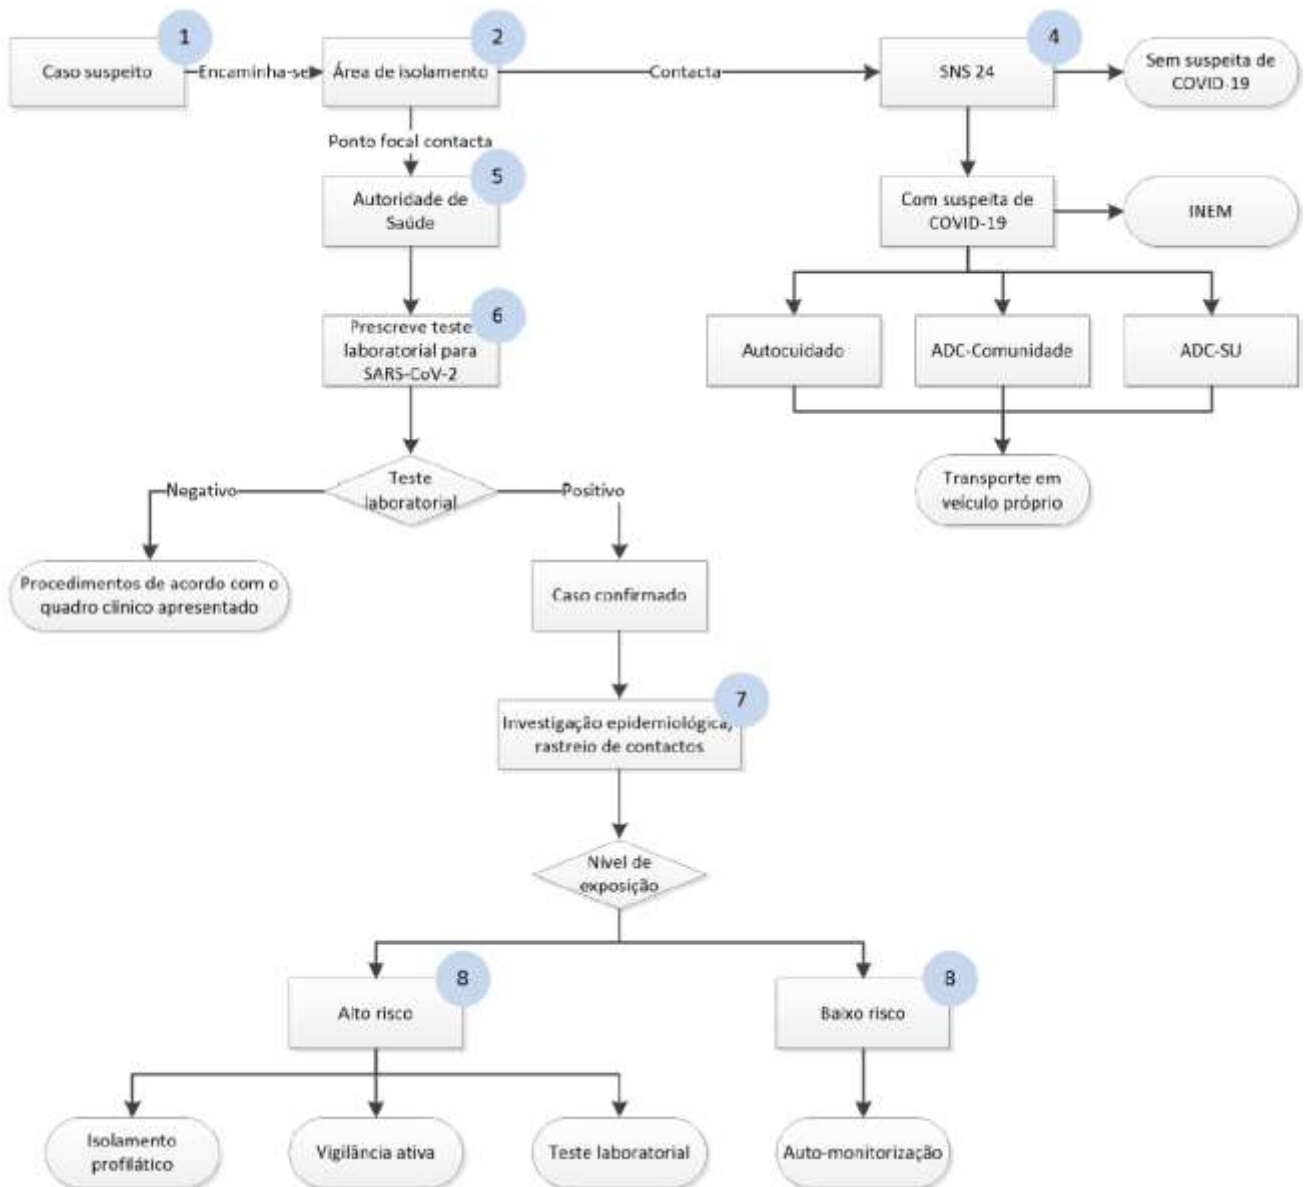 1
2
4
Caso suspeito
Encaminha-se
Área de isolamento
Contacta
SNS 24
Sem suspeita de
COVID-19
Ponto focal contacta
5
Autoridade de
Saúde
Com suspeita de
COVID-19
INEM
6
Prescreve teste
laboratorial para
SARS-CoV-2
Autocuidado
ADC-Comunidade
ADC-SU
Negativo
Teste
laboratorial
Positivo
Transporte em
veículo próprio
Procedimentos de acordo com o
quadro clínico apresentado
Caso confirmado
7
Investigação epidemiológica,
rastreio de contactos
Nível de
exposição
8
8
Alto risco
Baixo risco
Isolamento
profilático
Vigilância ativa
Teste laboratorial
Auto-monitorização